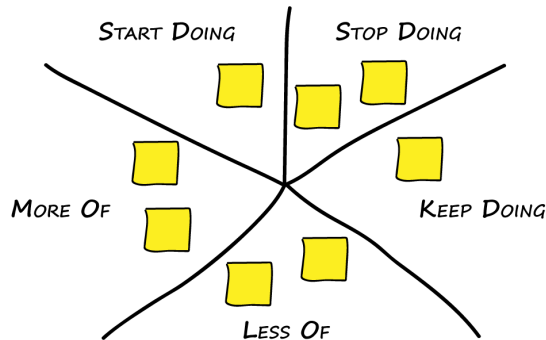 Start Doing
Stop Doing
More Of
Keep Doing
Less Of